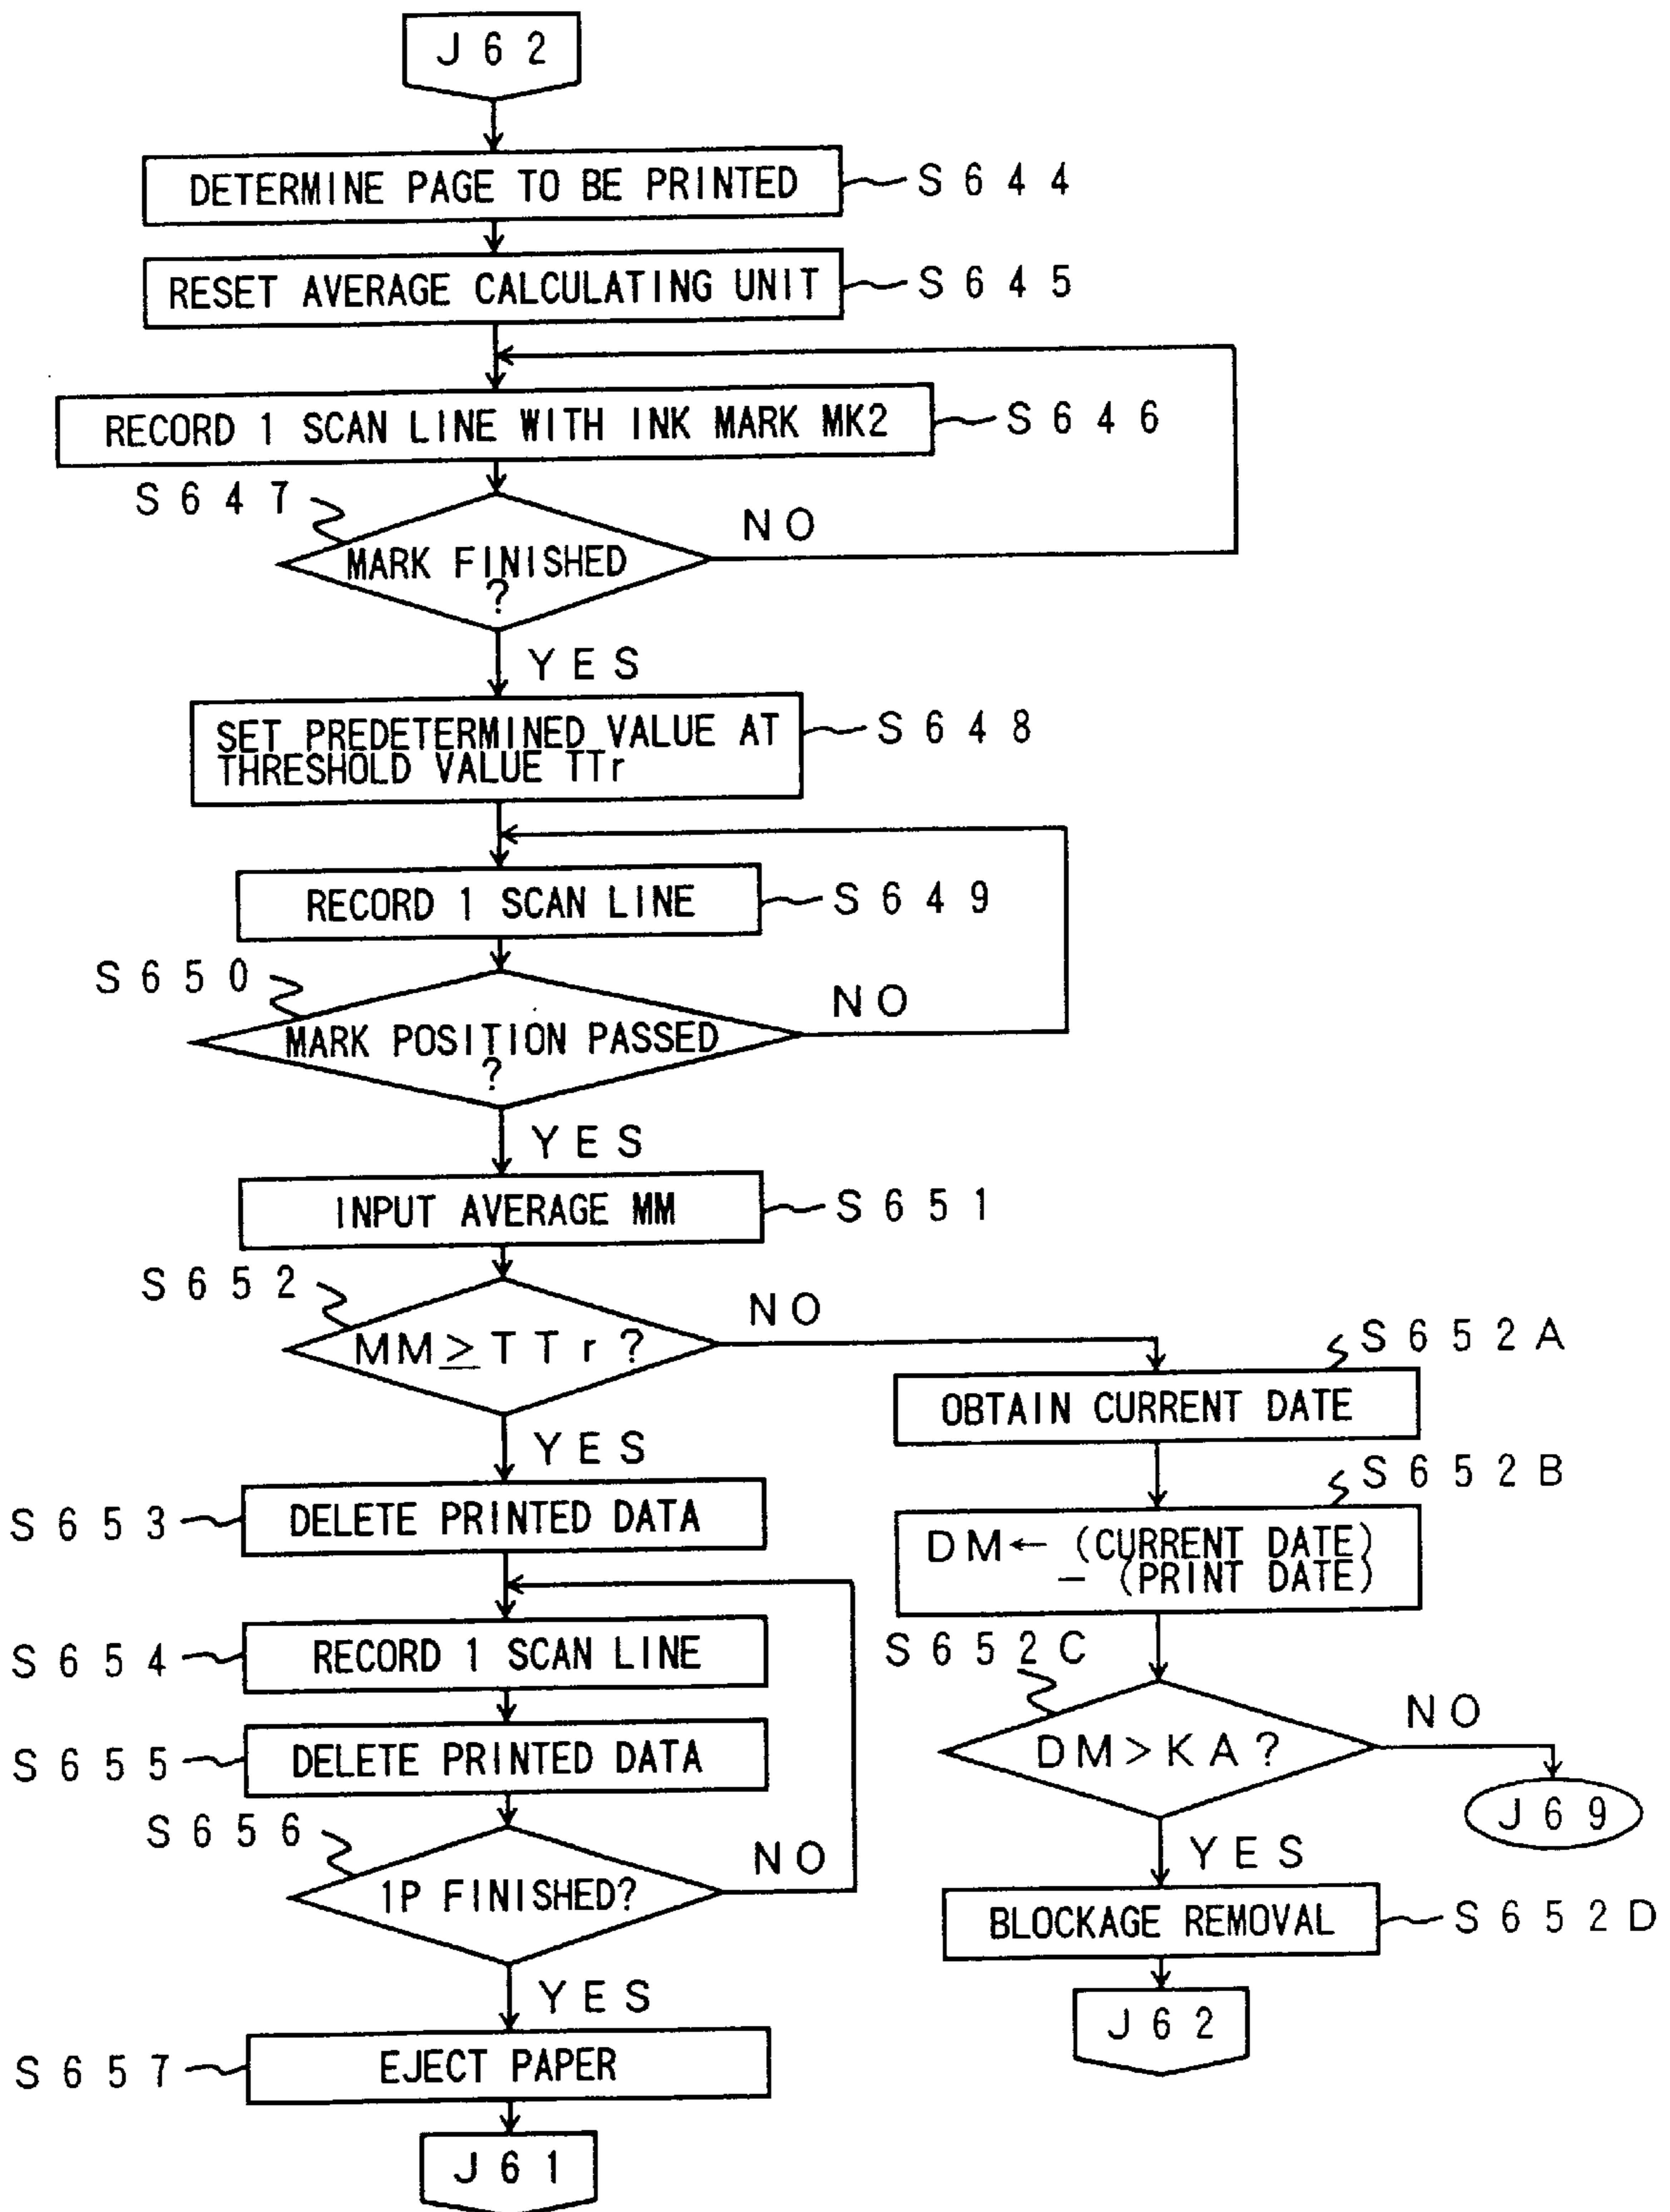 J62
DETERMINE PAGE TO BE PRINTED
S644
RESET AVERAGE CALCULATING UNIT
S645
RECORD 1 SCAN LINE WITH INK MARK MK2
S646
S647
MARK FINISHED
?
NO
YES
SET PREDETERMINED VALUE AT
THRESHOLD VALUE TTr
S648
RECORD 1 SCAN LINE
S649
S650
MARK POSITION PASSED
?
NO
YES
INPUT AVERAGE MM
S651
S652
MM≥TTr?
NO
YES
S652A
OBTAIN CURRENT DATE
S652B
DM← (CURRENT DATE)
- (PRINT DATE)
S652C
DM>KA?
NO
J69
YES
BLOCKAGE REMOVAL
S652D
J62
S653
DELETE PRINTED DATA
S654
RECORD 1 SCAN LINE
S655
DELETE PRINTED DATA
S656
1P FINISHED?
NO
YES
S657
EJECT PAPER
J61